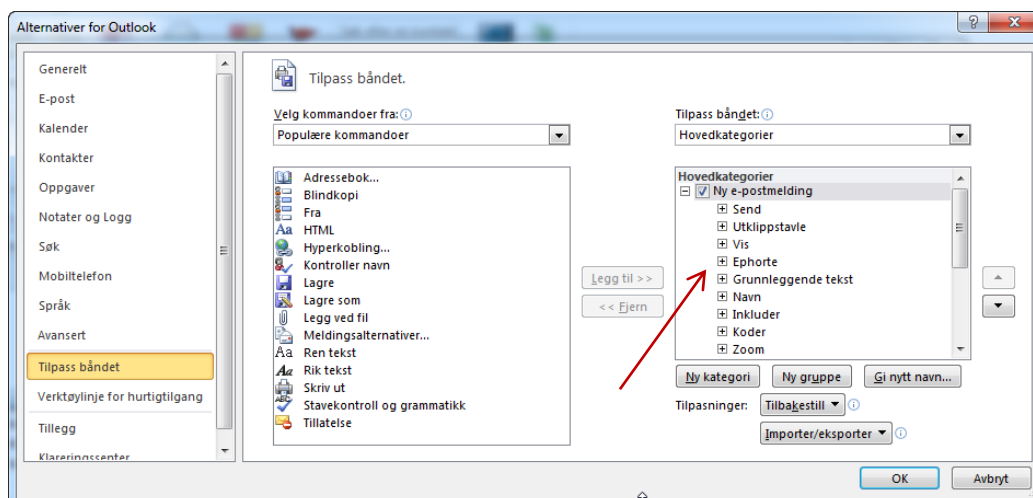 Alternativer for Outlook
Generelt
E-post
Kalender
Kontakter
Oppgaver
Notater og Logg
Søk
Mobiltelefon
Språk
Avansert
Tilpass båndet
Verktøylinje for hurtigtilgang
Tillegg
Klareringssenter
Tilpass båndet.
Velg kommandoer fra:
Populære kommandoer
Adressebok...
Blindkopi
Fra
HTML
Hyperkobling...
Kontroller navn
Lagre
Lagre som
Legg ved fil
Meldingsalternativer...
Ren tekst
Rik tekst
Skriv ut
Stavekontroll og grammatikk
Tillatelse
Legg til >>
<< Fjern
Tilpass båndet:
Hovedkategorier
Hovedkategorier
Ny e-postmelding
Send
Utklippstavle
Vis
Ephorte
Grunnleggende tekst
Navn
Inkluder
Koder
Zoom
Ny kategori
Ny gruppe
Gi nytt navn...
Tilpasninger:
Tilbakestill
Importer/eksporter
OK
Avbryt